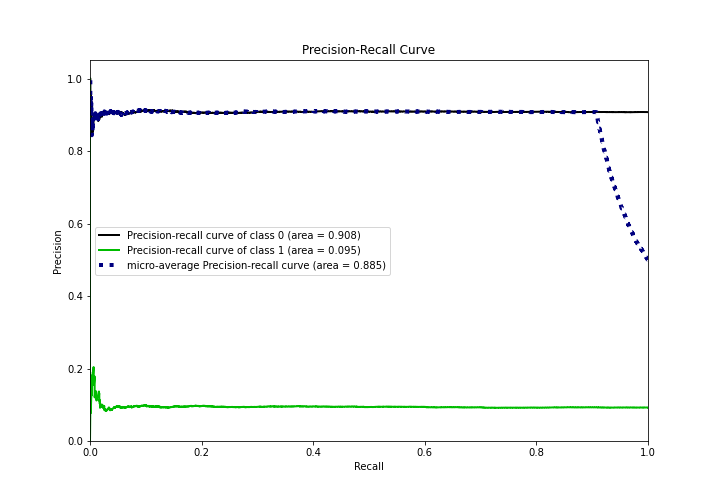 Precision-Recall Curve
1.0
0.8
0.6
0.4
0.2
0.0
Precision
Precision-recall curve of class 0 (area = 0.908)
Precision-recall curve of class 1 (area = 0.095)
micro-average Precision-recall curve (area = 0.885)
0.0 0.2 0.4 0.6 0.8 1.0
Recall